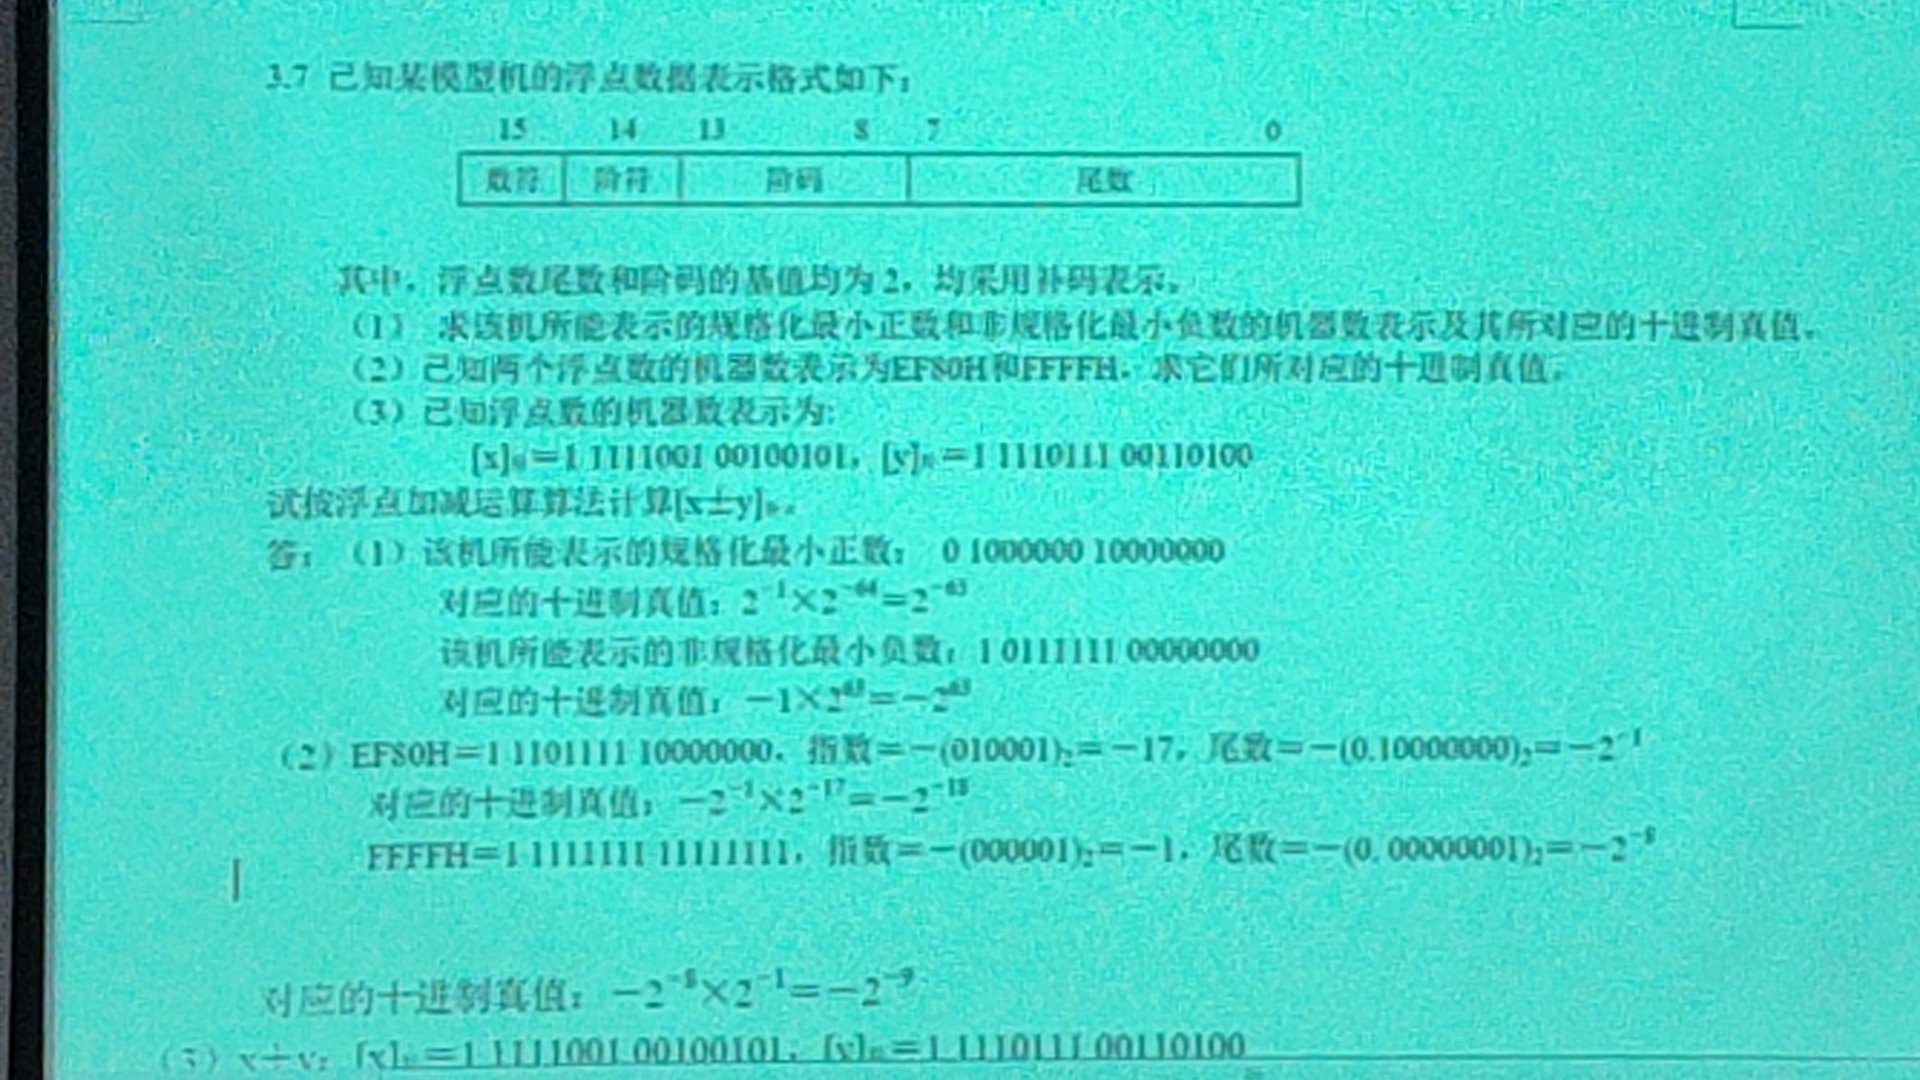 3.7 已知某模型机的浮点数据表示格式如下：
15 14 13 8 7 0
数符 阶符 阶码 尾数
其中，浮点数尾数和阶码的基值均为2，均采用补码表示。
（1） 求该机所能表示的规格化最小正数和非规格化最小负数的机器数表示及其所对应的十进制真值。
（2）已知两个浮点数的机器数表示为EF80H和FFFFH，求它们所对应的十进制真值。
（3）已知浮点数的机器数表示为:
[x]补=1 1111001 00100101，[y]补=1 1110111 00110100
试按浮点加减运算算法计算[x±y]补。
答：（1）该机所能表示的规格化最小正数： 0 1000000 10000000
对应的十进制真值：2⁻¹×2⁻⁶⁴=2⁻⁶⁵
该机所能表示的非规格化最小负数：1 0111111 00000000
对应的十进制真值：－1×2⁶³=－2⁶³
（2）EF80H=1 1101111 10000000，指数=－(010001)₂=－17，尾数=－(0.10000000)₂=－2⁻¹
对应的十进制真值：－2⁻¹×2⁻¹⁷=－2⁻¹⁸
FFFFH=1 1111111 11111111，指数=－(000001)₂=－1，尾数=－(0.00000001)₂=－2⁻⁸
对应的十进制真值：－2⁻⁸×2⁻¹=－2⁻⁹
（3）x+y：[x]补=1 1111001 00100101，[y]补=1 1110111 00110100